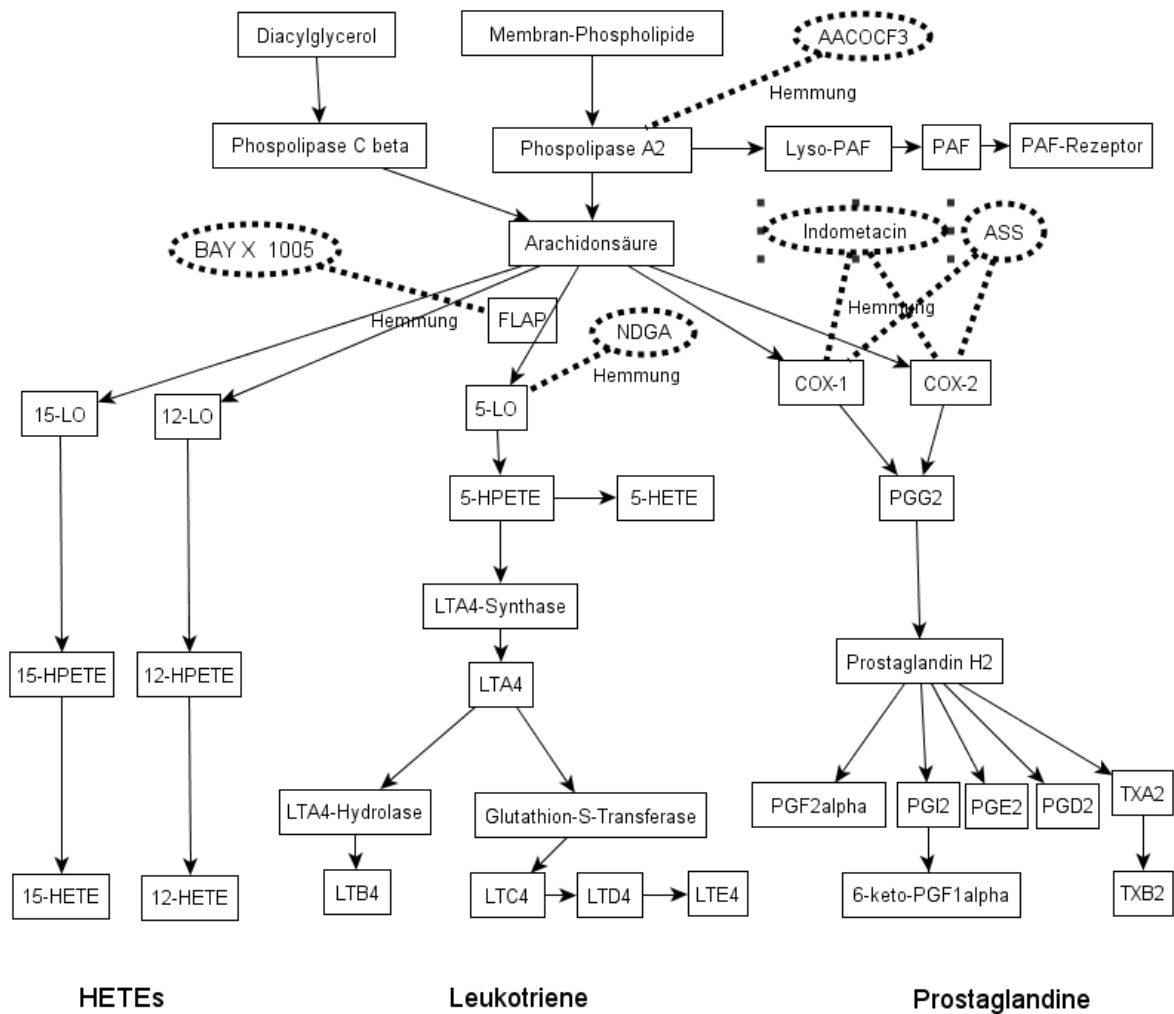 Diacylglycerol
Membran-Phospholipide
AACOCF3
Hemmung
Phospolipase C beta
Phospolipase A2
Lyso-PAF
PAF
PAF-Rezeptor
BAY X 1005
Arachidonsäure
Indometacin
ASS
Hemmung
FLAP
NDGA
Hemmung
Hemmung
15-LO
12-LO
5-LO
COX-1
COX-2
5-HPETE
5-HETE
PGG2
LTA4-Synthase
15-HPETE
12-HPETE
LTA4
Prostaglandin H2
LTA4-Hydrolase
Glutathion-S-Transferase
PGF2alpha
PGI2
PGE2
PGD2
TXA2
15-HETE
12-HETE
LTB4
LTC4
LTD4
LTE4
6-keto-PGF1alpha
TXB2
HETEs
Leukotriene
Prostaglandine